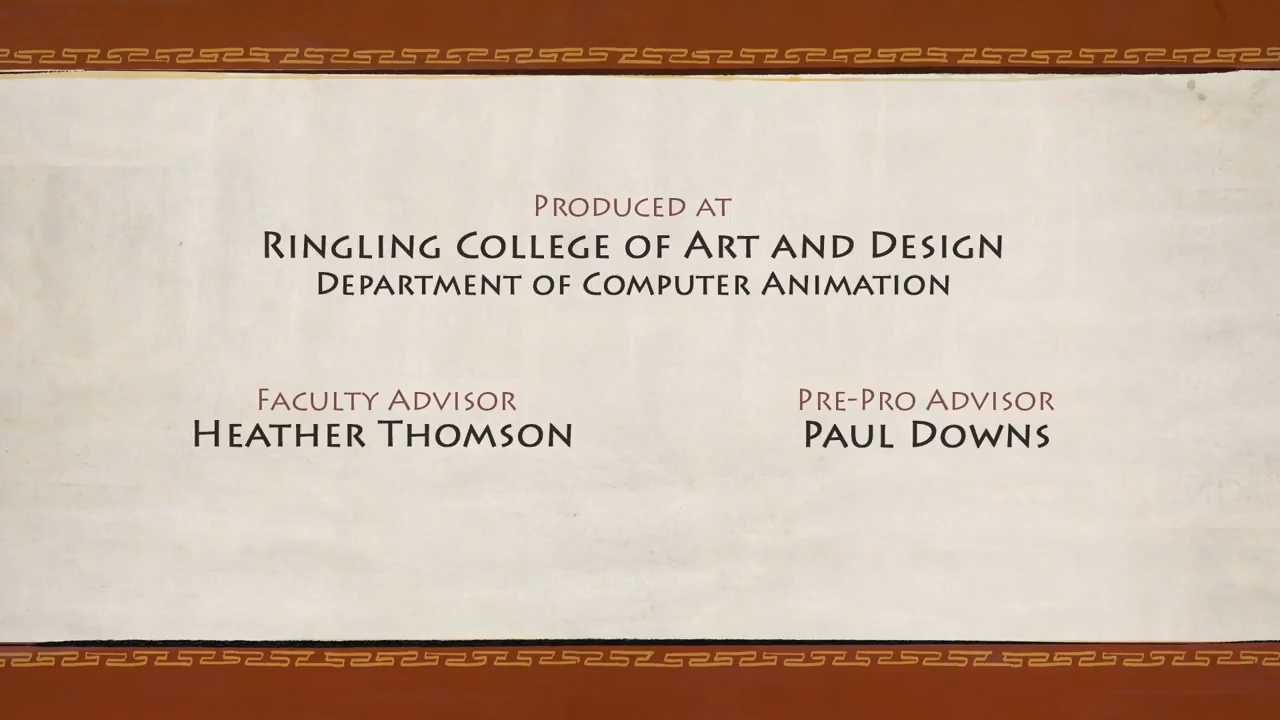 Produced at
Ringling College of Art and Design
Department of Computer Animation
Faculty Advisor
Heather Thomson
Pre-Pro Advisor
Paul Downs